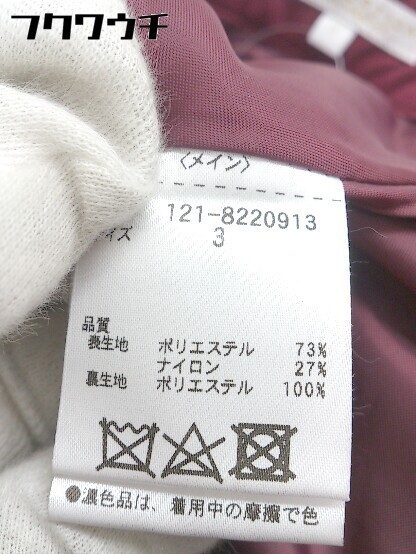 フクワウチ
〈メイン〉
121-8220913
イズ 3
品質
表生地 ポリエステル 73%
ナイロン 27%
裏生地 ポリエステル 100%
●濃色品は、着用中の摩擦で色